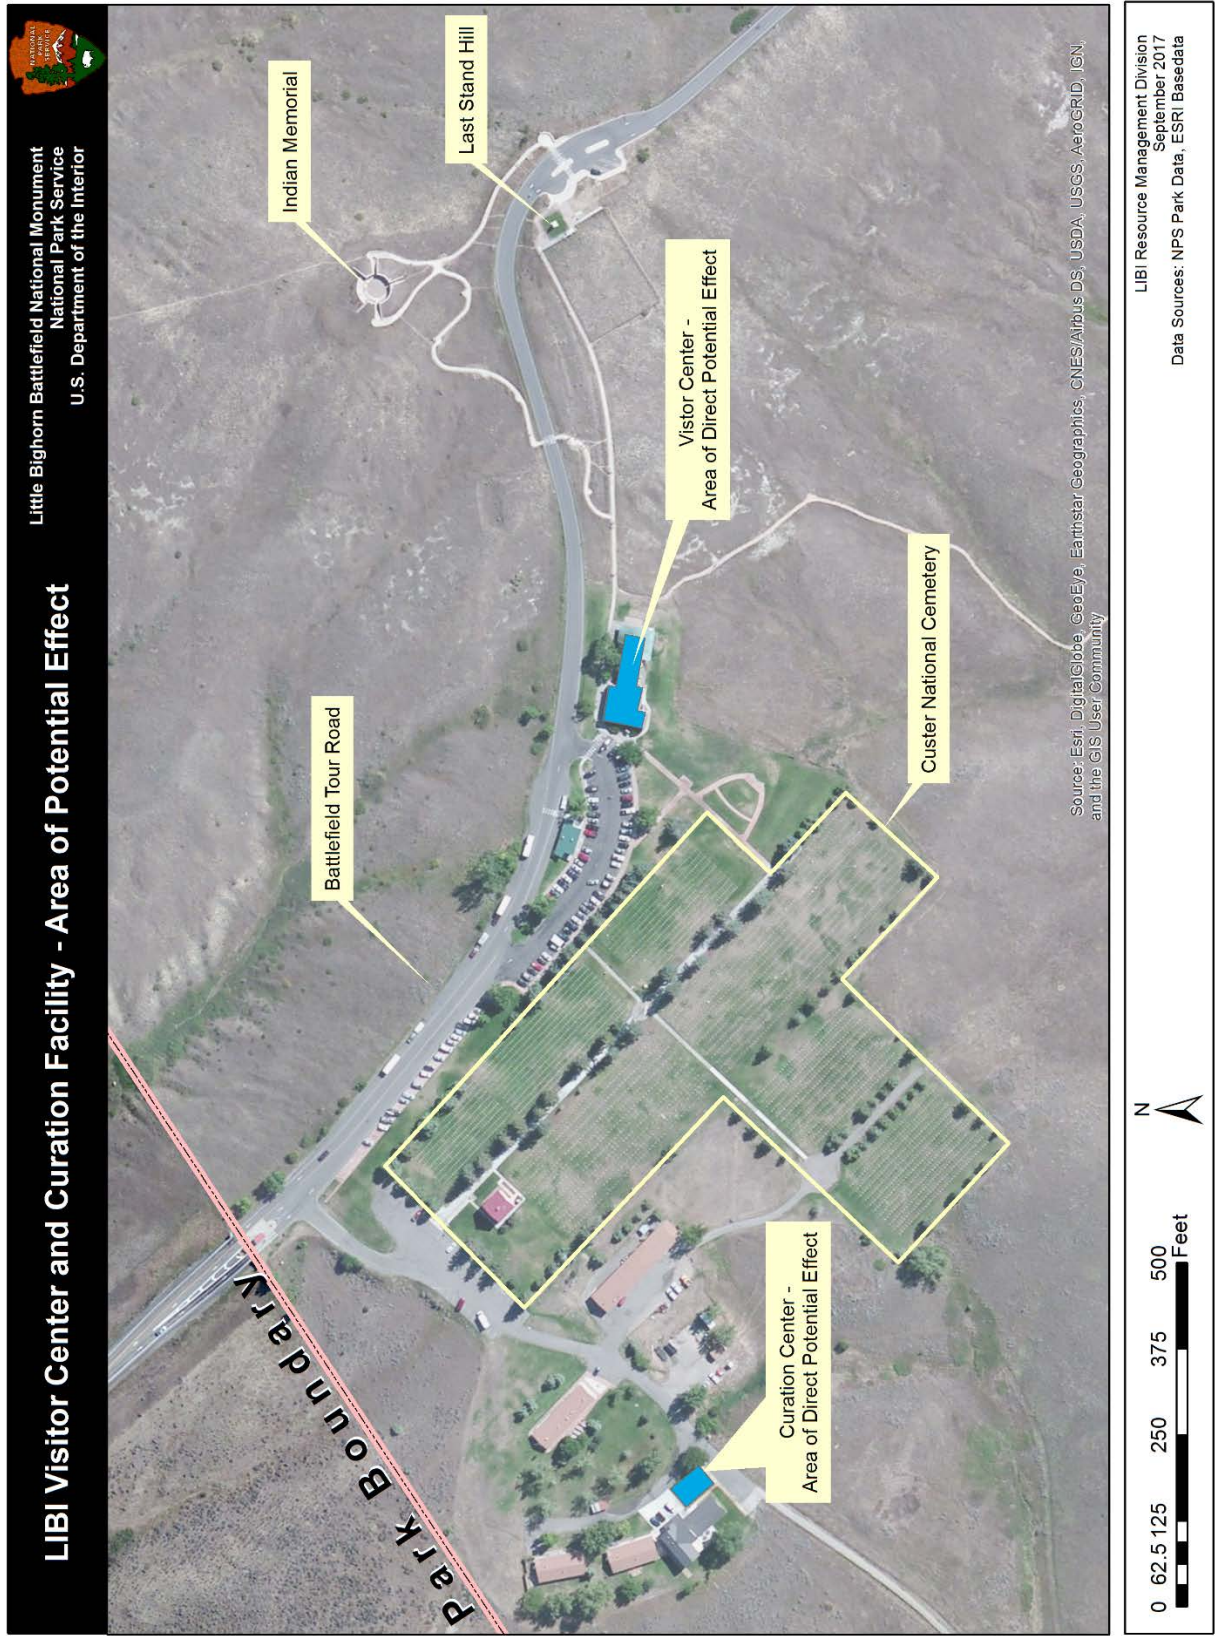 LIBI Visitor Center and Curation Facility - Area of Potential Effect
Little Bighorn Battlefield National Monument
National Park Service
U.S. Department of the Interior
NATIONAL
PARK
SERVICE
Park Boundary
Battlefield Tour Road
Indian Memorial
Last Stand Hill
Vistor Center -
Area of Direct Potential Effect
Custer National Cemetery
Curation Center -
Area of Direct Potential Effect
Source: Esri, DigitalGlobe, GeoEye, Earthstar Geographics, CNES/Airbus DS, USDA, USGS, AeroGRID, IGN,
and the GIS User Community
0 62.5 125 250 375 500
Feet
N
LIBI Resource Management Division
September 2017
Data Sources: NPS Park Data, ESRI Basedata